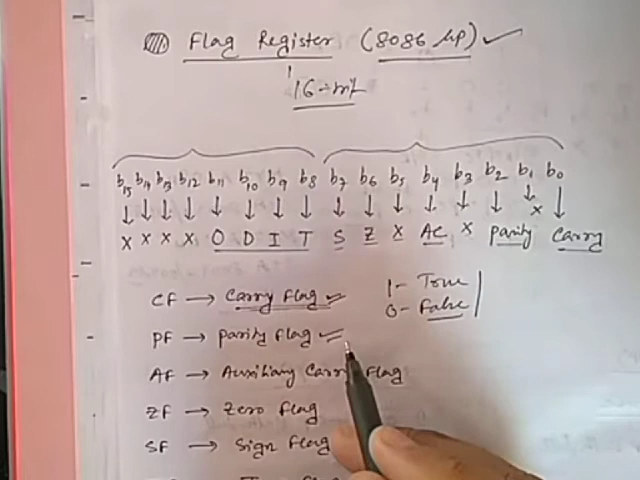 Flag Register (8086 μp)
16-बिट
b15 b14 b13 b12 b11 b10 b9 b8 b7 b6 b5 b4 b3 b2 b1 b0
X X X X O D I T S Z X AC X Parity X Carry
CF → Carry Flag 1- True
PF → Parity Flag 0- False
AF → Auxiliary Carry Flag
ZF → Zero Flag
SF → Sign Flag